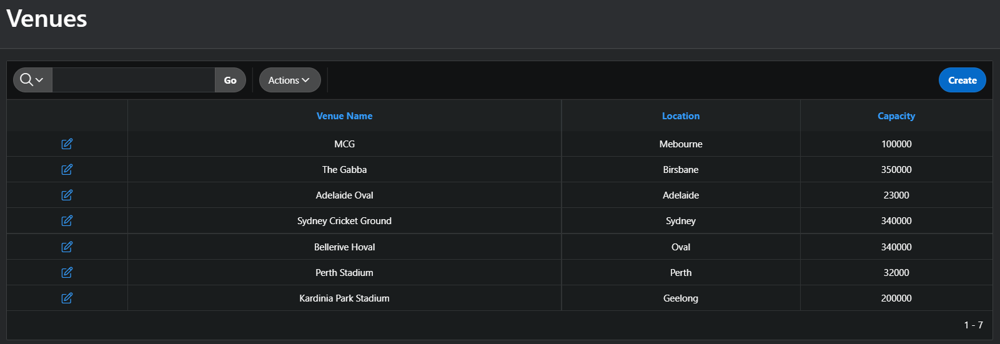 Venues
Go Actions Create
Venue Name Location Capacity
MCG Mebourne 100000
The Gabba Birsbane 350000
Adelaide Oval Adelaide 23000
Sydney Cricket Ground Sydney 340000
Bellerive Hoval Oval 340000
Perth Stadium Perth 32000
Kardinia Park Stadium Geelong 200000
1 - 7